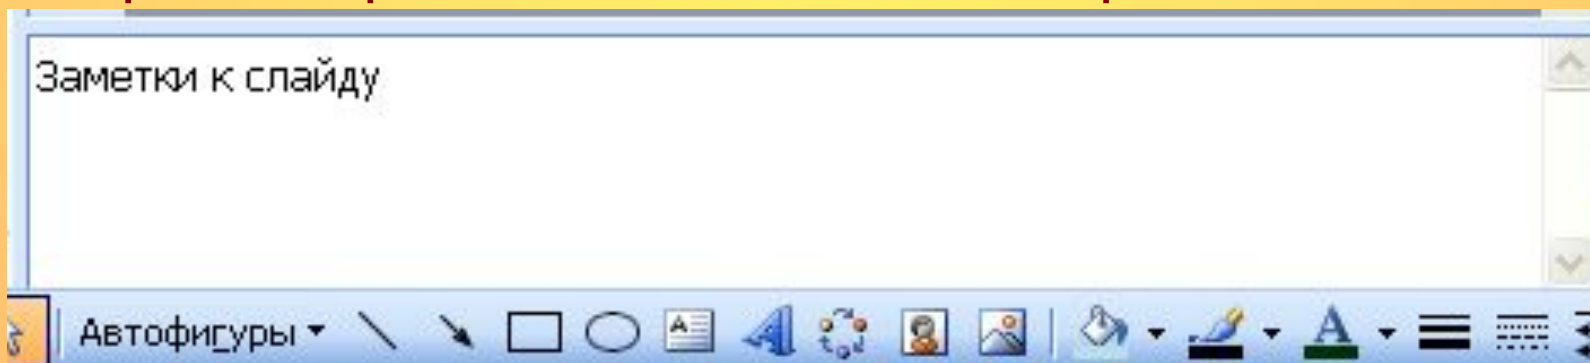 Заметки к слайду
Автофигуры